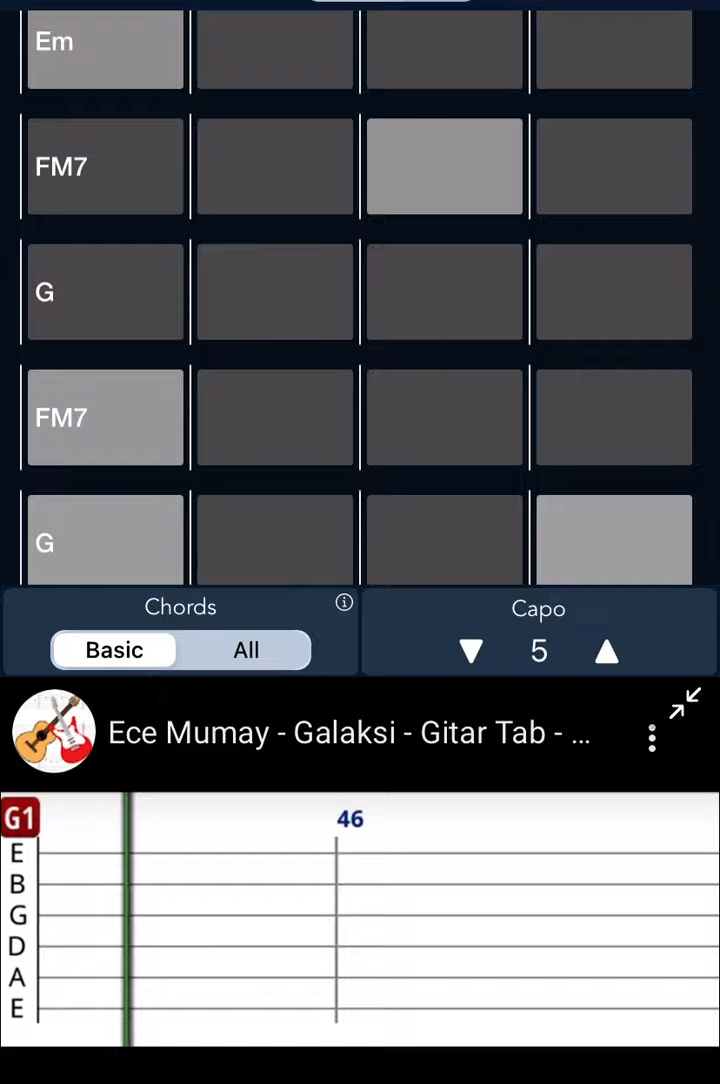 Em
FM7
G
FM7
G
Chords ⓘ
Basic All
Capo
▼ 5 ▲
Ece Mumay - Galaksi - Gitar Tab - ...
G1 46
E
B
G
D
A
E